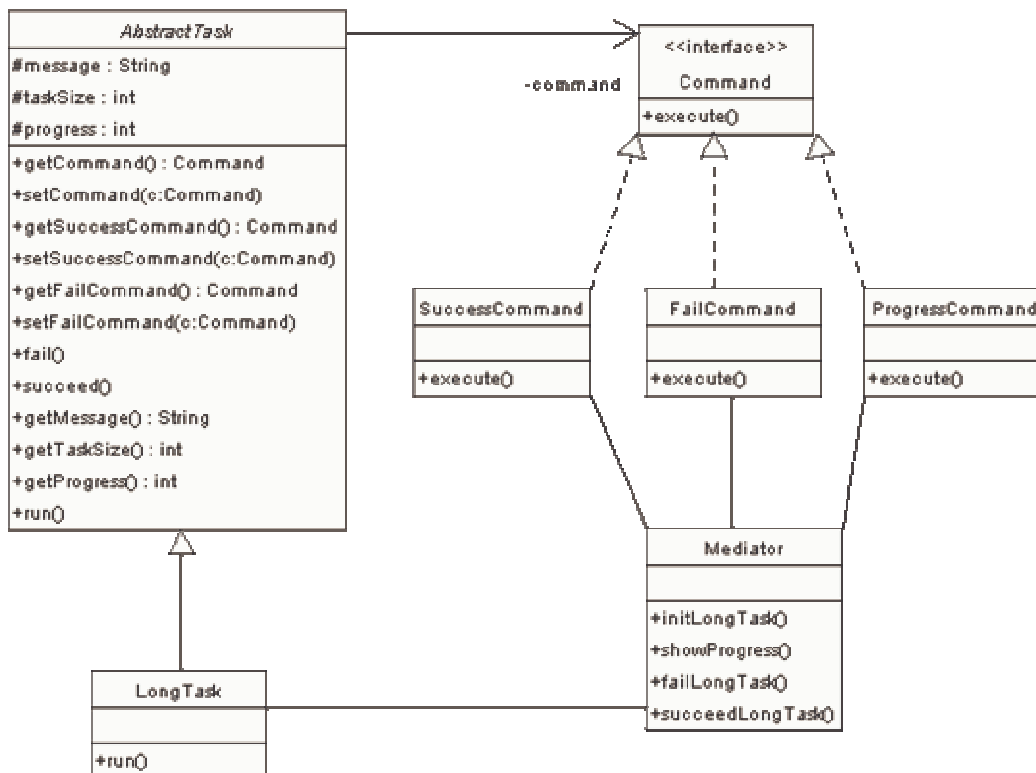 AbstractTask
#message : String
#taskSize : int
#progress : int
+getCommand() : Command
+setCommand(c:Command)
+getSuccessCommand() : Command
+setSuccessCommand(c:Command)
+getFailCommand() : Command
+setFailCommand(c:Command)
+fail()
+succeed()
+getMessage() : String
+getTaskSize() : int
+getProgress() : int
+run()
-command
<<interface>>
Command
+execute()
SuccessCommand
+execute()
FailCommand
+execute()
ProgressCommand
+execute()
Mediator
+initLongTask()
+showProgress()
+failLongTask()
+succeedLongTask()
LongTask
+run()